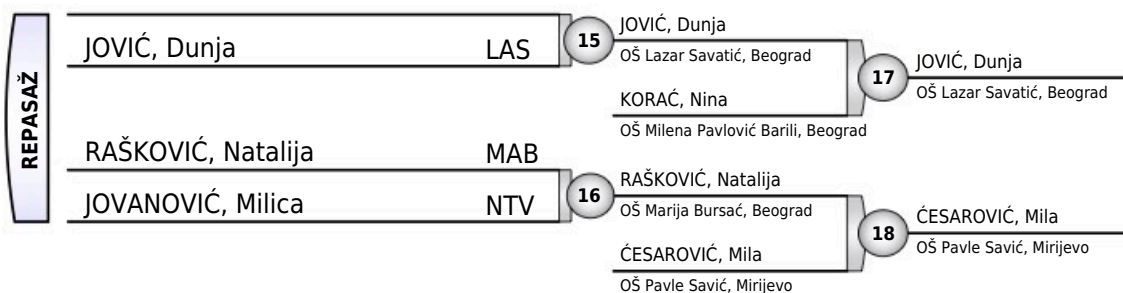 REPASAŽ
JOVIĆ, Dunja LAS
RAŠKOVIĆ, Natalija MAB
JOVANOVIĆ, Milica NTV
15
16
JOVIĆ, Dunja
OŠ Lazar Savatić, Beograd
KORAĆ, Nina
OŠ Milena Pavlović Barili, Beograd
RAŠKOVIĆ, Natalija
OŠ Marija Bursać, Beograd
ĆESAROVIĆ, Mila
OŠ Pavle Savić, Mirijevo
17
18
JOVIĆ, Dunja
OŠ Lazar Savatić, Beograd
ĆESAROVIĆ, Mila
OŠ Pavle Savić, Mirijevo